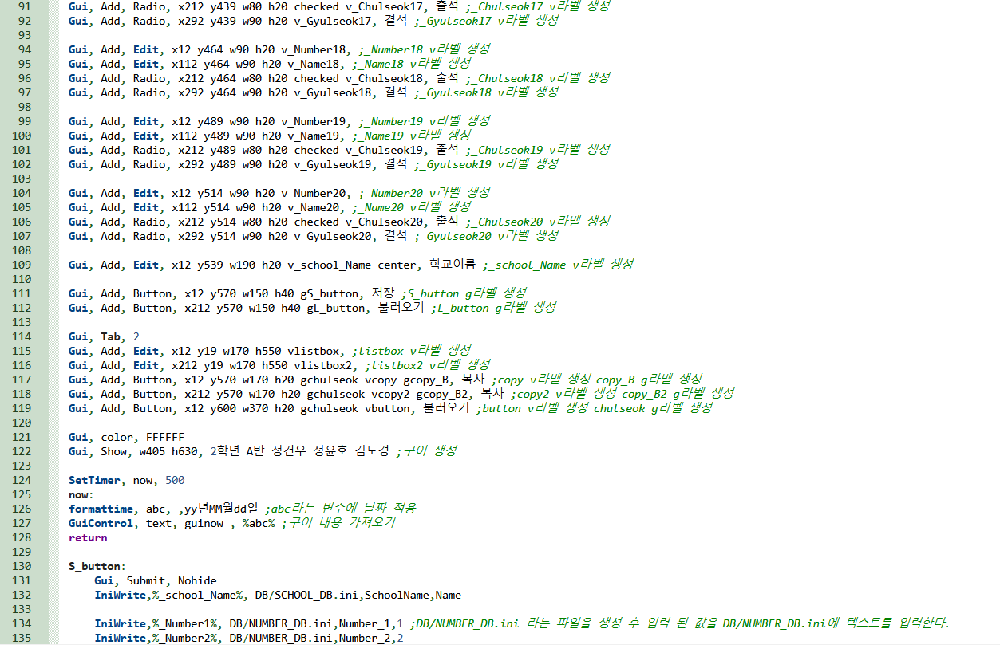 91 Gui, Add, Radio, x212 y439 w80 h20 checked v_Chulseok17, 출석 ;_Chulseok17 v라벨 생성
92 Gui, Add, Radio, x292 y439 w90 h20 v_Gyulseok17, 결석 ;_Gyulseok17 v라벨 생성
93
94 Gui, Add, Edit, x12 y464 w90 h20 v_Number18, ;_Number18 v라벨 생성
95 Gui, Add, Edit, x112 y464 w90 h20 v_Name18, ;_Name18 v라벨 생성
96 Gui, Add, Radio, x212 y464 w80 h20 checked v_Chulseok18, 출석 ;_Chulseok18 v라벨 생성
97 Gui, Add, Radio, x292 y464 w90 h20 v_Gyulseok18, 결석 ;_Gyulseok18 v라벨 생성
98
99 Gui, Add, Edit, x12 y489 w90 h20 v_Number19, ;_Number19 v라벨 생성
100 Gui, Add, Edit, x112 y489 w90 h20 v_Name19, ;_Name19 v라벨 생성
101 Gui, Add, Radio, x212 y489 w80 h20 checked v_Chulseok19, 출석 ;_Chulseok19 v라벨 생성
102 Gui, Add, Radio, x292 y489 w90 h20 v_Gyulseok19, 결석 ;_Gyulseok19 v라벨 생성
103
104 Gui, Add, Edit, x12 y514 w90 h20 v_Number20, ;_Number20 v라벨 생성
105 Gui, Add, Edit, x112 y514 w90 h20 v_Name20, ;_Name20 v라벨 생성
106 Gui, Add, Radio, x212 y514 w80 h20 checked v_Chulseok20, 출석 ;_Chulseok20 v라벨 생성
107 Gui, Add, Radio, x292 y514 w90 h20 v_Gyulseok20, 결석 ;_Gyulseok20 v라벨 생성
108
109 Gui, Add, Edit, x12 y539 w190 h20 v_school_Name center, 학교이름 ;_school_Name v라벨 생성
110
111 Gui, Add, Button, x12 y570 w150 h40 gS_button, 저장 ;S_button g라벨 생성
112 Gui, Add, Button, x212 y570 w150 h40 gL_button, 불러오기 ;L_button g라벨 생성
113
114 Gui, Tab, 2
115 Gui, Add, Edit, x12 y19 w170 h550 vlistbox, ;listbox v라벨 생성
116 Gui, Add, Edit, x212 y19 w170 h550 vlistbox2, ;listbox2 v라벨 생성
117 Gui, Add, Button, x12 y570 w170 h20 gchulseok vcopy gcopy_B, 복사 ;copy v라벨 생성 copy_B g라벨 생성
118 Gui, Add, Button, x212 y570 w170 h20 gchulseok vcopy2 gcopy_B2, 복사 ;copy2 v라벨 생성 copy_B2 g라벨 생성
119 Gui, Add, Button, x12 y600 w370 h20 gchulseok vbutton, 불러오기 ;button v라벨 생성 chulseok g라벨 생성
120
121 Gui, color, FFFFFF
122 Gui, Show, w405 h630, 2학년 A반 정건우 정윤호 김도경 ;구이 생성
123
124 SetTimer, now, 500
125 now:
126 formattime, abc, ,yy년MM월dd일 ;abc라는 변수에 날짜 적용
127 GuiControl, text, guinow , %abc% ;구이 내용 가져오기
128 return
129
130 S_button:
131 Gui, Submit, Nohide
132 IniWrite,%_school_Name%, DB/SCHOOL_DB.ini,SchoolName,Name
133
134 IniWrite,%_Number1%, DB/NUMBER_DB.ini,Number_1,1 ;DB/NUMBER_DB.ini 라는 파일을 생성 후 입력 된 값을 DB/NUMBER_DB.ini에 텍스트를 입력한다.
135 IniWrite,%_Number2%, DB/NUMBER_DB.ini,Number_2,2